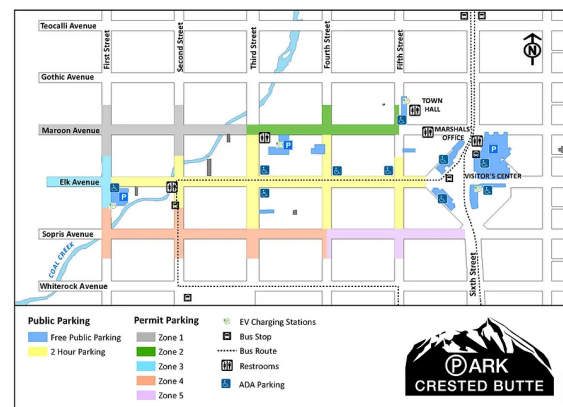 Teocalli Avenue
First Street
Second Street
Third Street
Fourth Street
Fifth Street
N
Gothic Avenue
TOWN
HALL
Maroon Avenue
MARSHALS
OFFICE
P
P
VISITOR'S CENTER
Elk Avenue
P
Sopris Avenue
COAL CREEK
Whiterock Avenue
Sixth Street
Public Parking
Free Public Parking
2 Hour Parking
Permit Parking
Zone 1
Zone 2
Zone 3
Zone 4
Zone 5
EV Charging Stations
Bus Stop
Bus Route
Restrooms
ADA Parking
PARK
CRESTED BUTTE